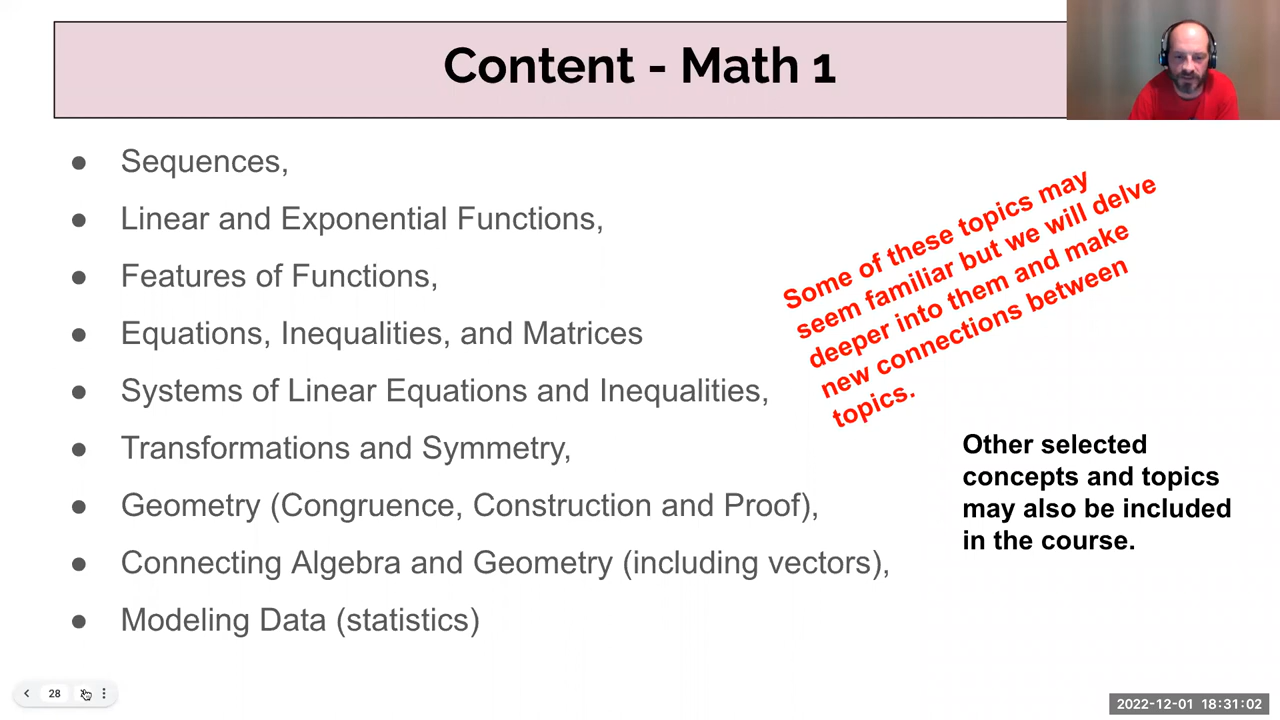 Content - Math 1
● Sequences,
● Linear and Exponential Functions,
● Features of Functions,
● Equations, Inequalities, and Matrices
● Systems of Linear Equations and Inequalities,
● Transformations and Symmetry,
● Geometry (Congruence, Construction and Proof),
● Connecting Algebra and Geometry (including vectors),
● Modeling Data (statistics)
Some of these topics may
seem familiar but we will delve
deeper into them and make
new connections between
topics.
Other selected
concepts and topics
may also be included
in the course.
28
2022-12-01 18:31:02